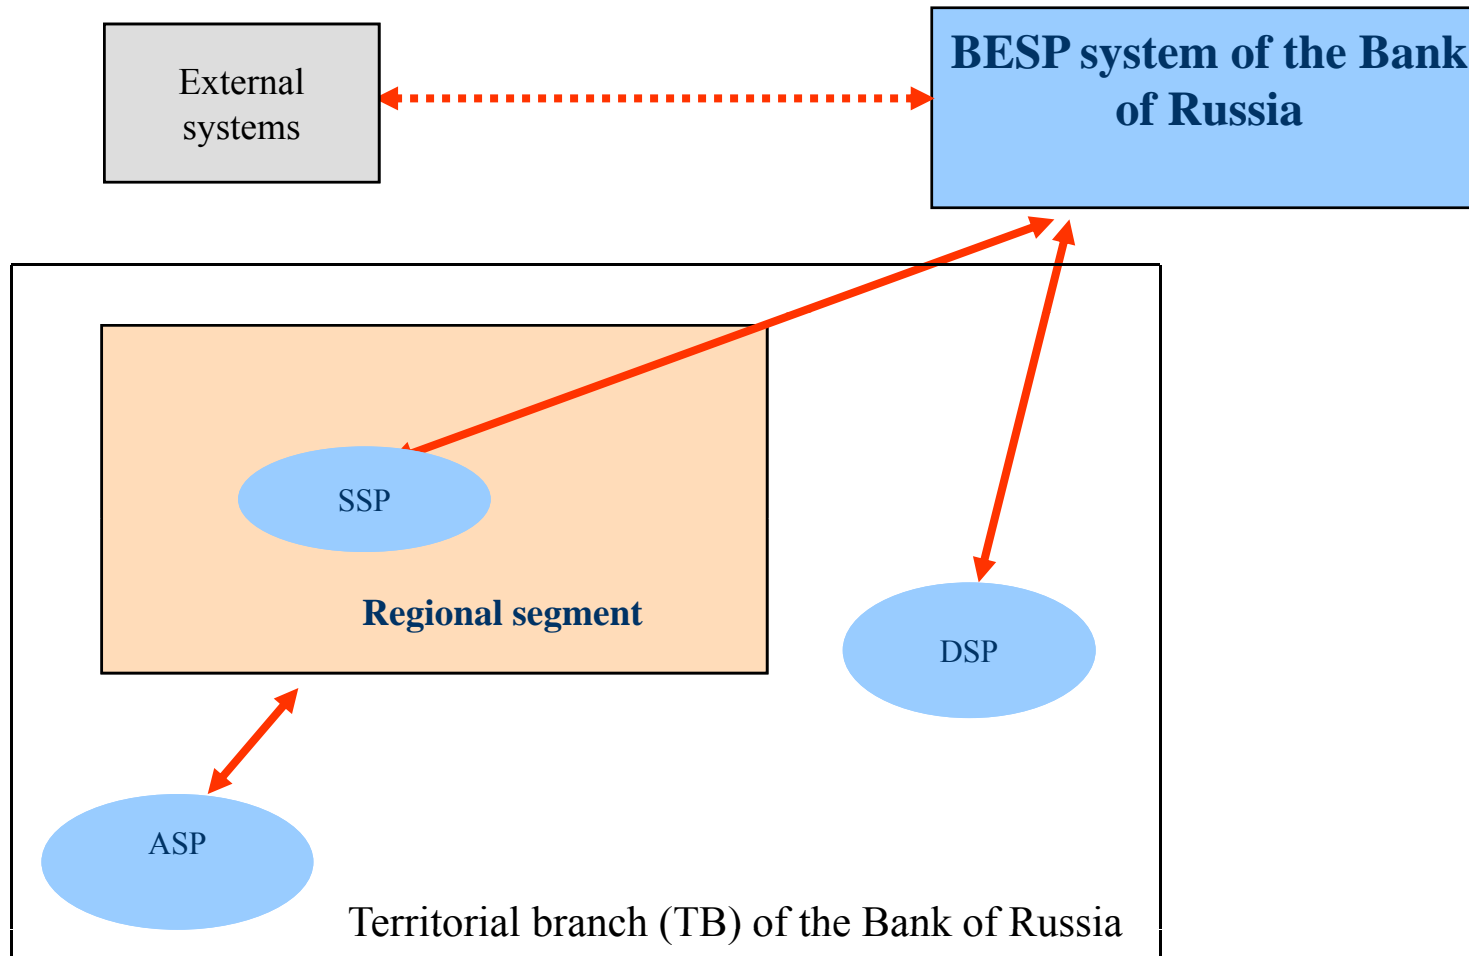 External
systems
BESP system of the Bank
of Russia
SSP
Regional segment
DSP
ASP
Territorial branch (TB) of the Bank of Russia